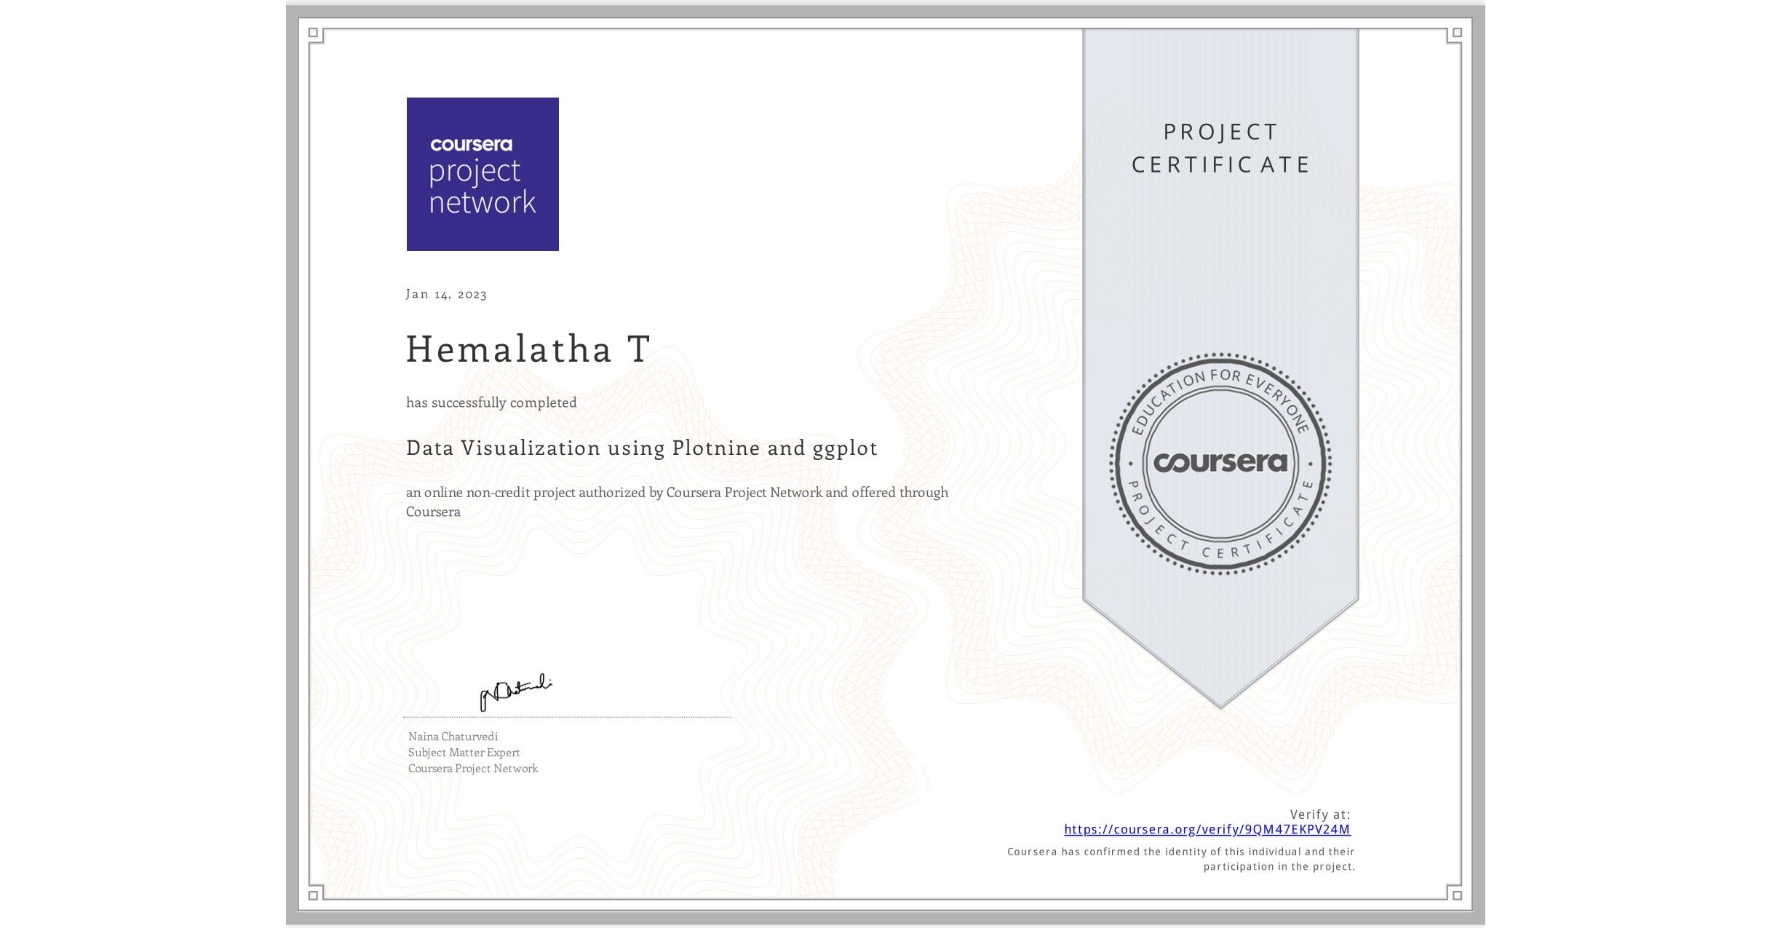 coursera
project
network
PROJECT
CERTIFICATE
Jan 14, 2023
Hemalatha T
has successfully completed
Data Visualization using Plotnine and ggplot
an online non-credit project authorized by Coursera Project Network and offered through
Coursera
EDUCATION FOR EVERYONE
coursera
PROJECT CERTIFICATE
Naina Chaturvedi
Subject Matter Expert
Coursera Project Network
Verify at:
https://coursera.org/verify/9QM47EKPV24M
Coursera has confirmed the identity of this individual and their
participation in the project.